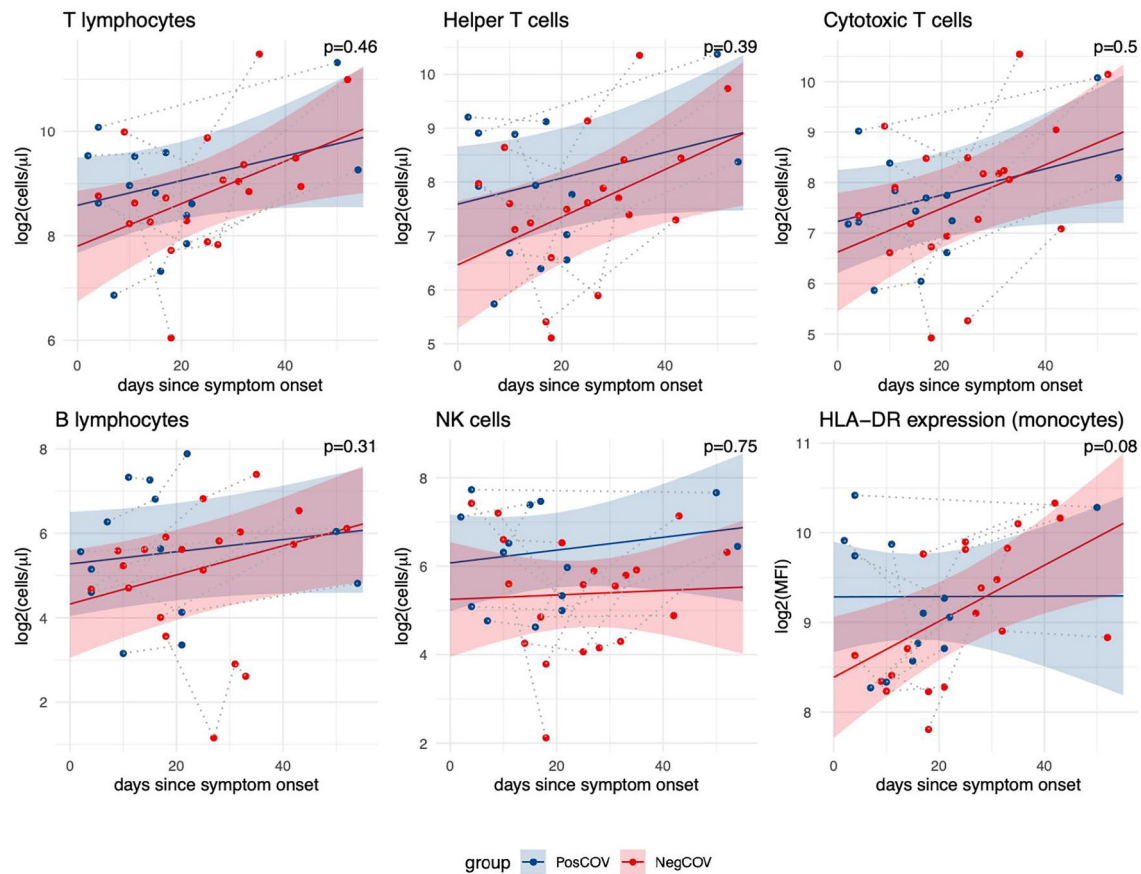 T lymphocytes
p=0.46
log2(cells/µl)
10
8
6
0 20 40
days since symptom onset
Helper T cells
p=0.39
log2(cells/µl)
10
9
8
7
6
5
0 20 40
days since symptom onset
Cytotoxic T cells
p=0.5
log2(cells/µl)
10
9
8
7
6
5
0 20 40
days since symptom onset
B lymphocytes
p=0.31
log2(cells/µl)
8
6
4
2
0 20 40
days since symptom onset
NK cells
p=0.75
log2(cells/µl)
8
6
4
2
0 20 40
days since symptom onset
HLA−DR expression (monocytes)
p=0.08
log2(MFI)
11
10
9
8
0 20 40
days since symptom onset
group PosCOV NegCOV